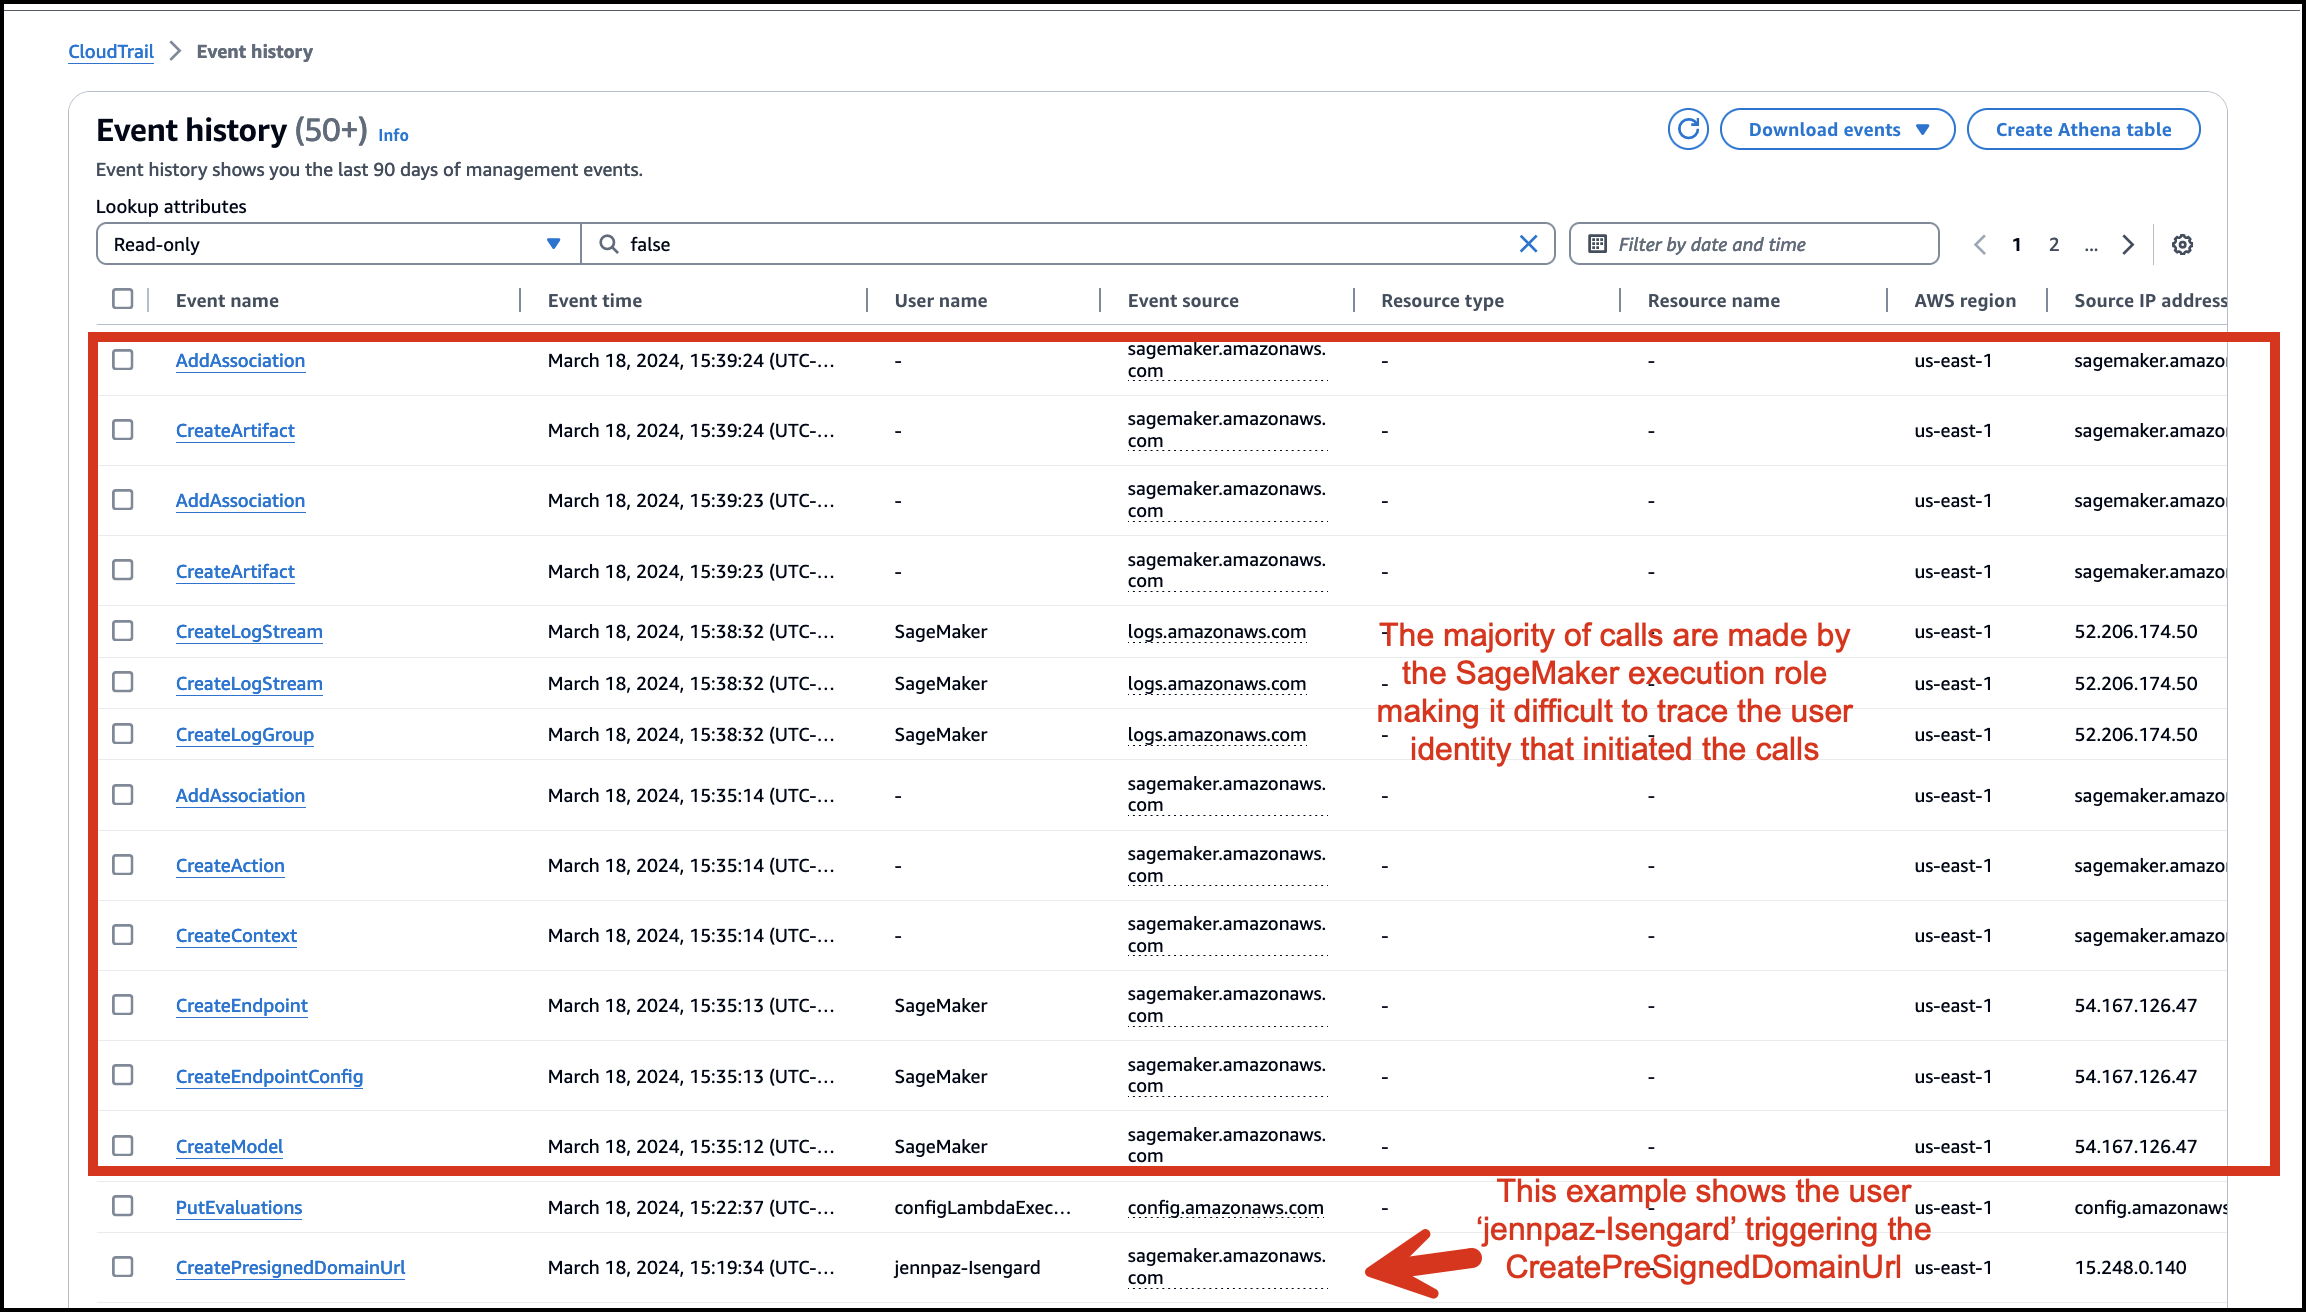 CloudTrail > Event history
Event history (50+) Info
Event history shows you the last 90 days of management events.
Download events
Create Athena table
Lookup attributes
Read-only
false
Filter by date and time
1 2 ...
Event name Event time User name Event source Resource type Resource name AWS region Source IP address
AddAssociation March 18, 2024, 15:39:24 (UTC-... - sagemaker.amazonaws.com - - us-east-1 sagemaker.amazo
CreateArtifact March 18, 2024, 15:39:24 (UTC-... - sagemaker.amazonaws.com - - us-east-1 sagemaker.amazo
AddAssociation March 18, 2024, 15:39:23 (UTC-... - sagemaker.amazonaws.com - - us-east-1 sagemaker.amazo
CreateArtifact March 18, 2024, 15:39:23 (UTC-... - sagemaker.amazonaws.com - - us-east-1 sagemaker.amazo
CreateLogStream March 18, 2024, 15:38:32 (UTC-... SageMaker logs.amazonaws.com - - us-east-1 52.206.174.50
CreateLogStream March 18, 2024, 15:38:32 (UTC-... SageMaker logs.amazonaws.com - - us-east-1 52.206.174.50
CreateLogGroup March 18, 2024, 15:38:32 (UTC-... SageMaker logs.amazonaws.com - - us-east-1 52.206.174.50
The majority of calls are made by
the SageMaker execution role
making it difficult to trace the user
identity that initiated the calls
AddAssociation March 18, 2024, 15:35:14 (UTC-... - sagemaker.amazonaws.com - - us-east-1 sagemaker.amazo
CreateAction March 18, 2024, 15:35:14 (UTC-... - sagemaker.amazonaws.com - - us-east-1 sagemaker.amazo
CreateContext March 18, 2024, 15:35:14 (UTC-... - sagemaker.amazonaws.com - - us-east-1 sagemaker.amazo
CreateEndpoint March 18, 2024, 15:35:13 (UTC-... SageMaker sagemaker.amazonaws.com - - us-east-1 54.167.126.47
CreateEndpointConfig March 18, 2024, 15:35:13 (UTC-... SageMaker sagemaker.amazonaws.com - - us-east-1 54.167.126.47
CreateModel March 18, 2024, 15:35:12 (UTC-... SageMaker sagemaker.amazonaws.com - - us-east-1 54.167.126.47
PutEvaluations March 18, 2024, 15:22:37 (UTC-... configLambdaExec... config.amazonaws.com - - us-east-1 config.amazonaws
CreatePresignedDomainUrl March 18, 2024, 15:19:34 (UTC-... jennpaz-Isengard sagemaker.amazonaws.com - us-east-1 15.248.0.140
This example shows the user
‘jennpaz-Isengard’ triggering the
CreatePreSignedDomainUrl